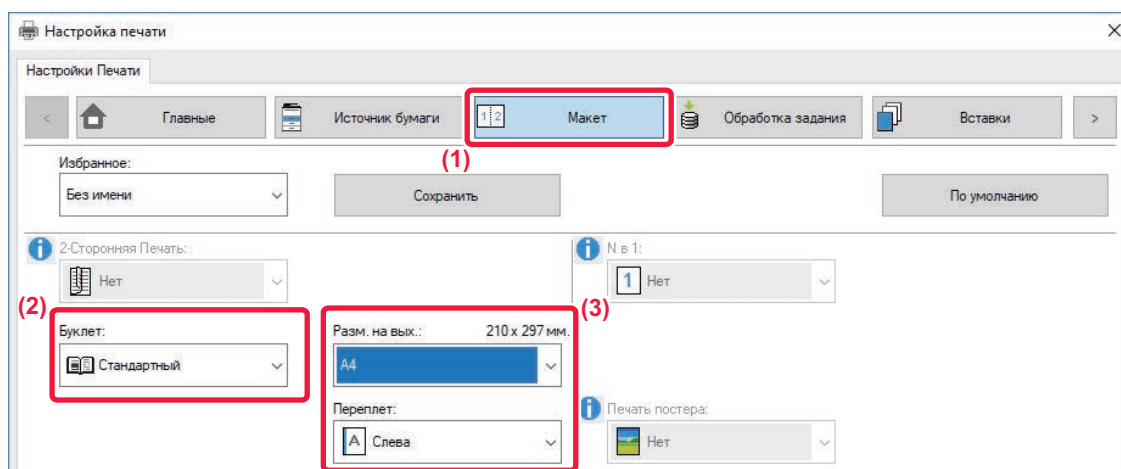 Настройка печати
Настройки Печати
< Главные Источник бумаги 1 2 Макет Обработка задания Вставки >
(1)
Избранное:
Без имени Сохранить По умолчанию
2-Сторонняя Печать: N в 1:
Нет 1 Нет
(2) (3)
Буклет: Разм. на вых.: 210 x 297 мм.
Стандартный A4
Переплет: Печать постера:
A Слева Нет